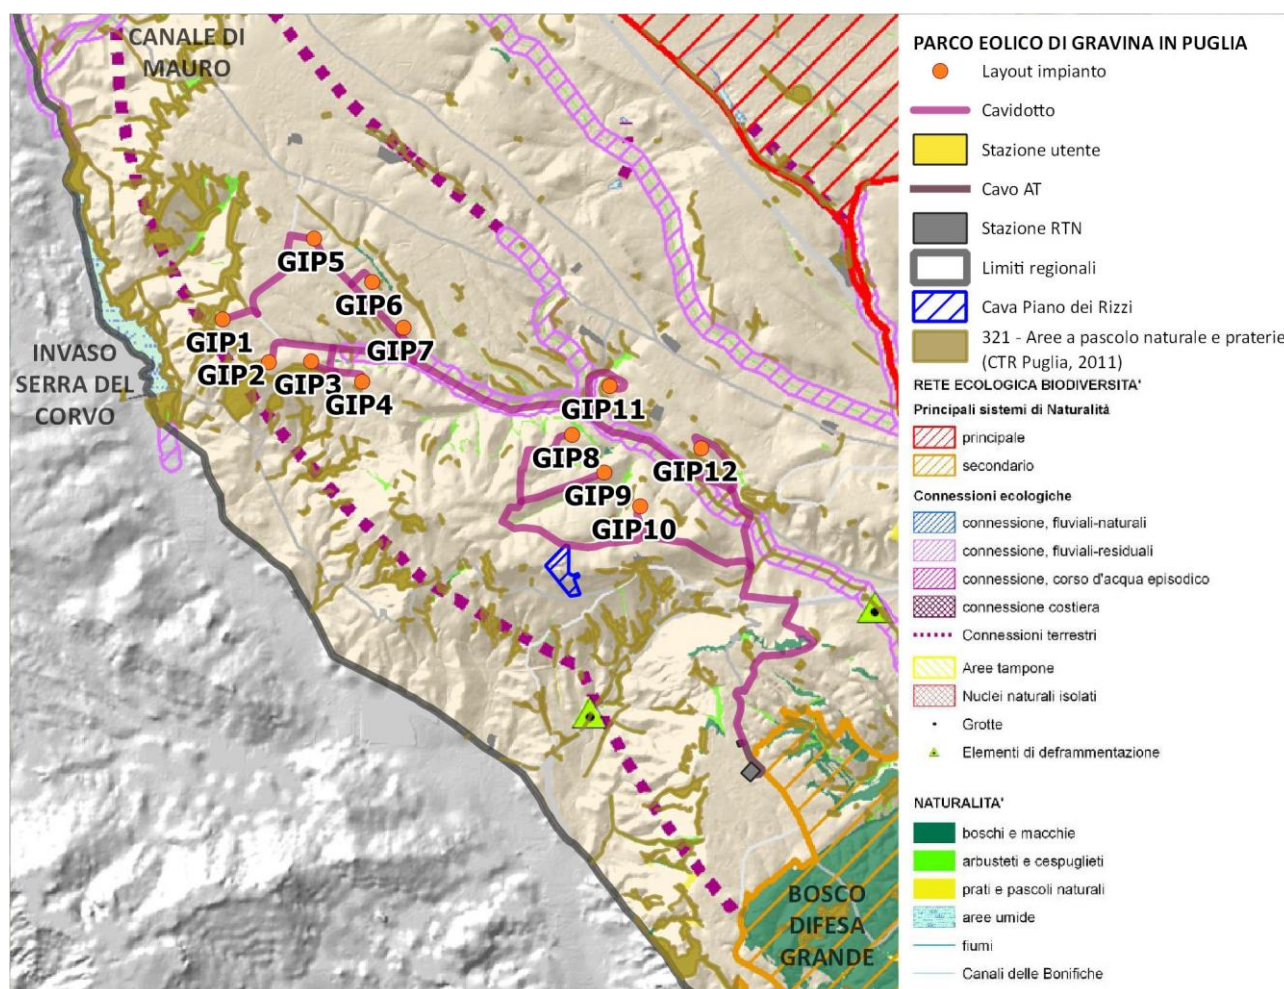 CANALE DI
MAURO
GIP5
GIP6
GIP1
GIP7
GIP2
GIP3
GIP4
INVASO
SERRA DEL
CORVO
GIP11
GIP8
GIP12
GIP9
GIP10
BOSCO
DIFESA
GRANDE
PARCO EOLICO DI GRAVINA IN PUGLIA
Layout impianto
Cavidotto
Stazione utente
Cavo AT
Stazione RTN
Limiti regionali
Cava Piano dei Rizzi
321 - Aree a pascolo naturale e praterie
(CTR Puglia, 2011)
RETE ECOLOGICA BIODIVERSITA'
Principali sistemi di Naturalità
principale
secondario
Connessioni ecologiche
connessione, fluviali-naturali
connessione, fluviali-residuali
connessione, corso d'acqua episodico
connessione costiera
Connessioni terrestri
Aree tampone
Nuclei naturali isolati
Grotte
Elementi di deframmentazione
NATURALITA'
boschi e macchie
arbusteti e cespuglieti
prati e pascoli naturali
aree umide
fiumi
Canali delle Bonifiche